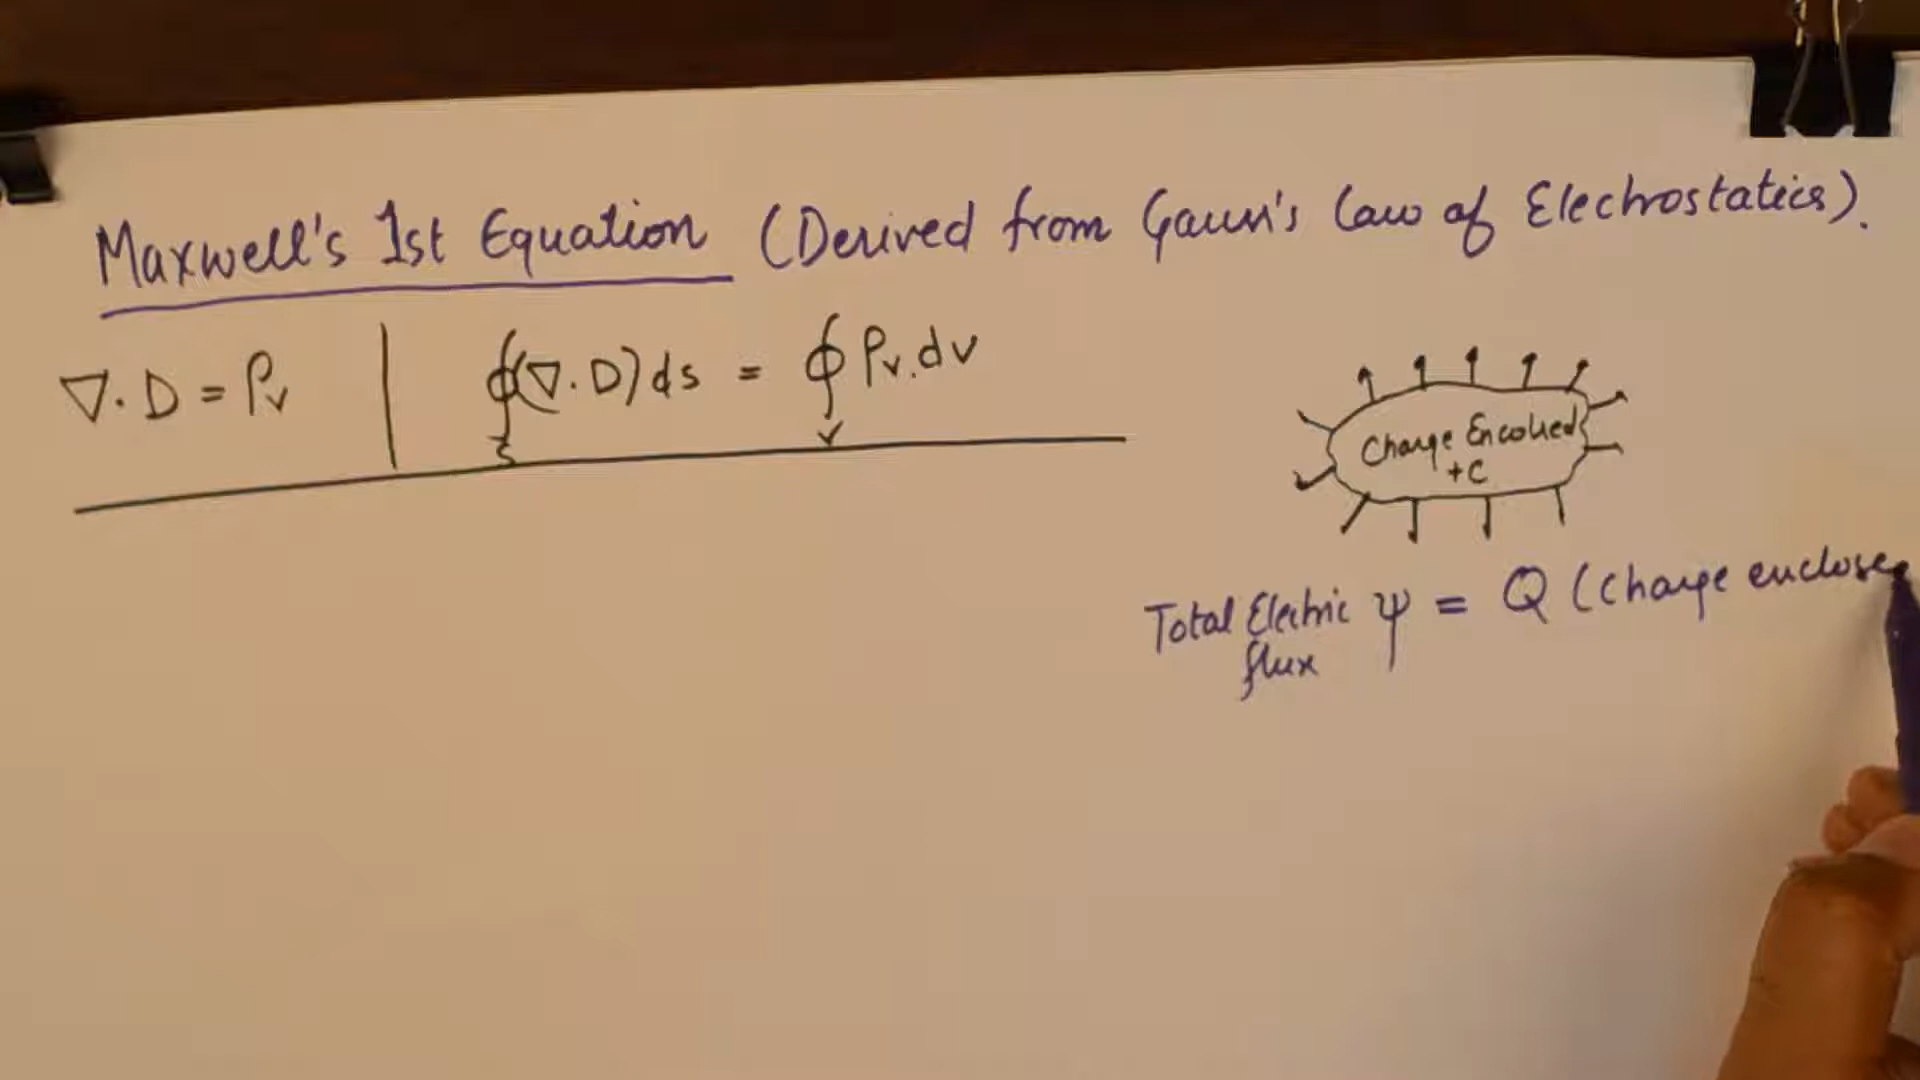 Maxwell's 1st Equation (Derived from Gauss's Law of Electrostatics).
∇. D = ρv | ∮s (∇. D) ds = ∮v ρv. dv
Charge Encolsed
+C
Total Electric ψ = Q (Charge enclose
flux